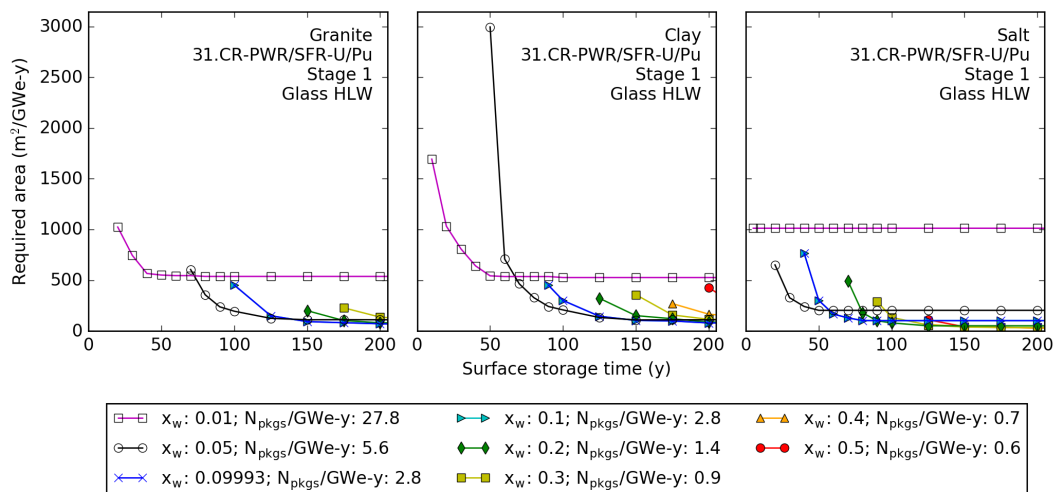 Granite
31.CR-PWR/SFR-U/Pu
Stage 1
Glass HLW
Clay
31.CR-PWR/SFR-U/Pu
Stage 1
Glass HLW
Salt
31.CR-PWR/SFR-U/Pu
Stage 1
Glass HLW
Required area (m²/GWe-y)
3000
2500
2000
1500
1000
500
0
0 50 100 150 200
0 50 100 150 200
0 50 100 150 200
Surface storage time (y)
x_w: 0.01; N_pkgs/GWe-y: 27.8
x_w: 0.05; N_pkgs/GWe-y: 5.6
x_w: 0.09993; N_pkgs/GWe-y: 2.8
x_w: 0.1; N_pkgs/GWe-y: 2.8
x_w: 0.2; N_pkgs/GWe-y: 1.4
x_w: 0.3; N_pkgs/GWe-y: 0.9
x_w: 0.4; N_pkgs/GWe-y: 0.7
x_w: 0.5; N_pkgs/GWe-y: 0.6